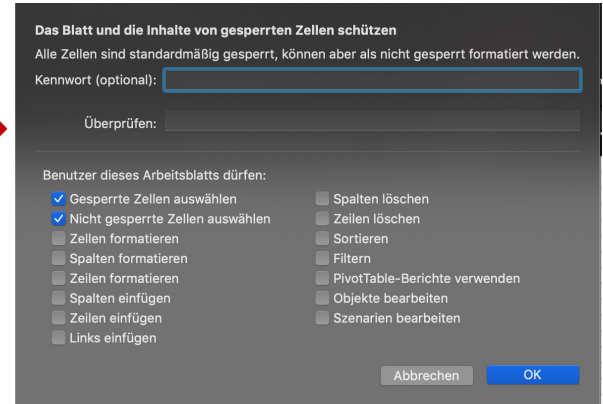 Das Blatt und die Inhalte von gesperrten Zellen schützen
Alle Zellen sind standardmäßig gesperrt, können aber als nicht gesperrt formatiert werden.
Kennwort (optional):
Überprüfen:
Benutzer dieses Arbeitsblatts dürfen:
Gesperrte Zellen auswählen
Nicht gesperrte Zellen auswählen
Zellen formatieren
Spalten formatieren
Zeilen formatieren
Spalten einfügen
Zeilen einfügen
Links einfügen
Spalten löschen
Zeilen löschen
Sortieren
Filtern
PivotTable-Berichte verwenden
Objekte bearbeiten
Szenarien bearbeiten
Abbrechen
OK